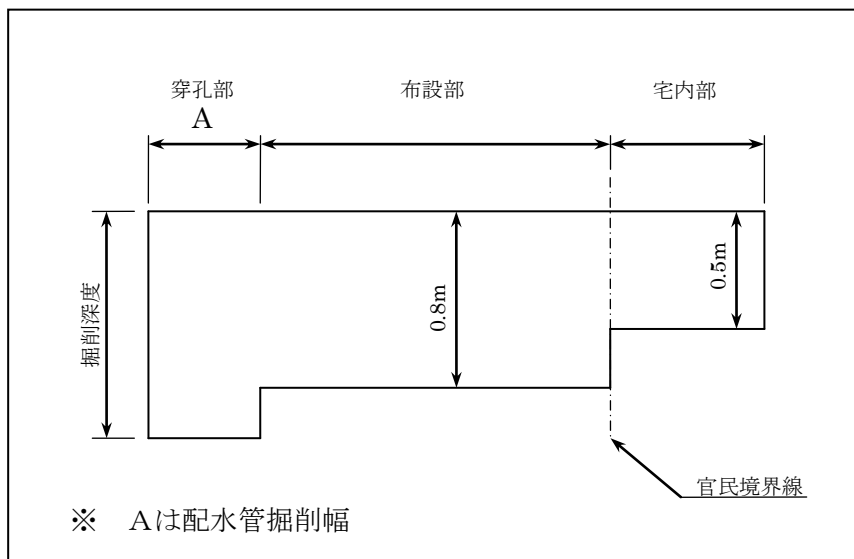 穿孔部
布設部
宅内部
A
掘削深度
0.8m
0.5m
官民境界線
※　Aは配水管掘削幅